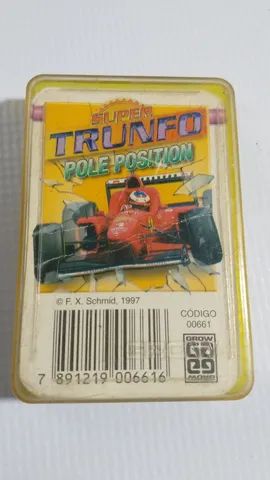 SUPER
TRUNFO
POLE POSITION
© F. X. Schmid, 1997
CÓDIGO
00661
GROW
7 891219 006616